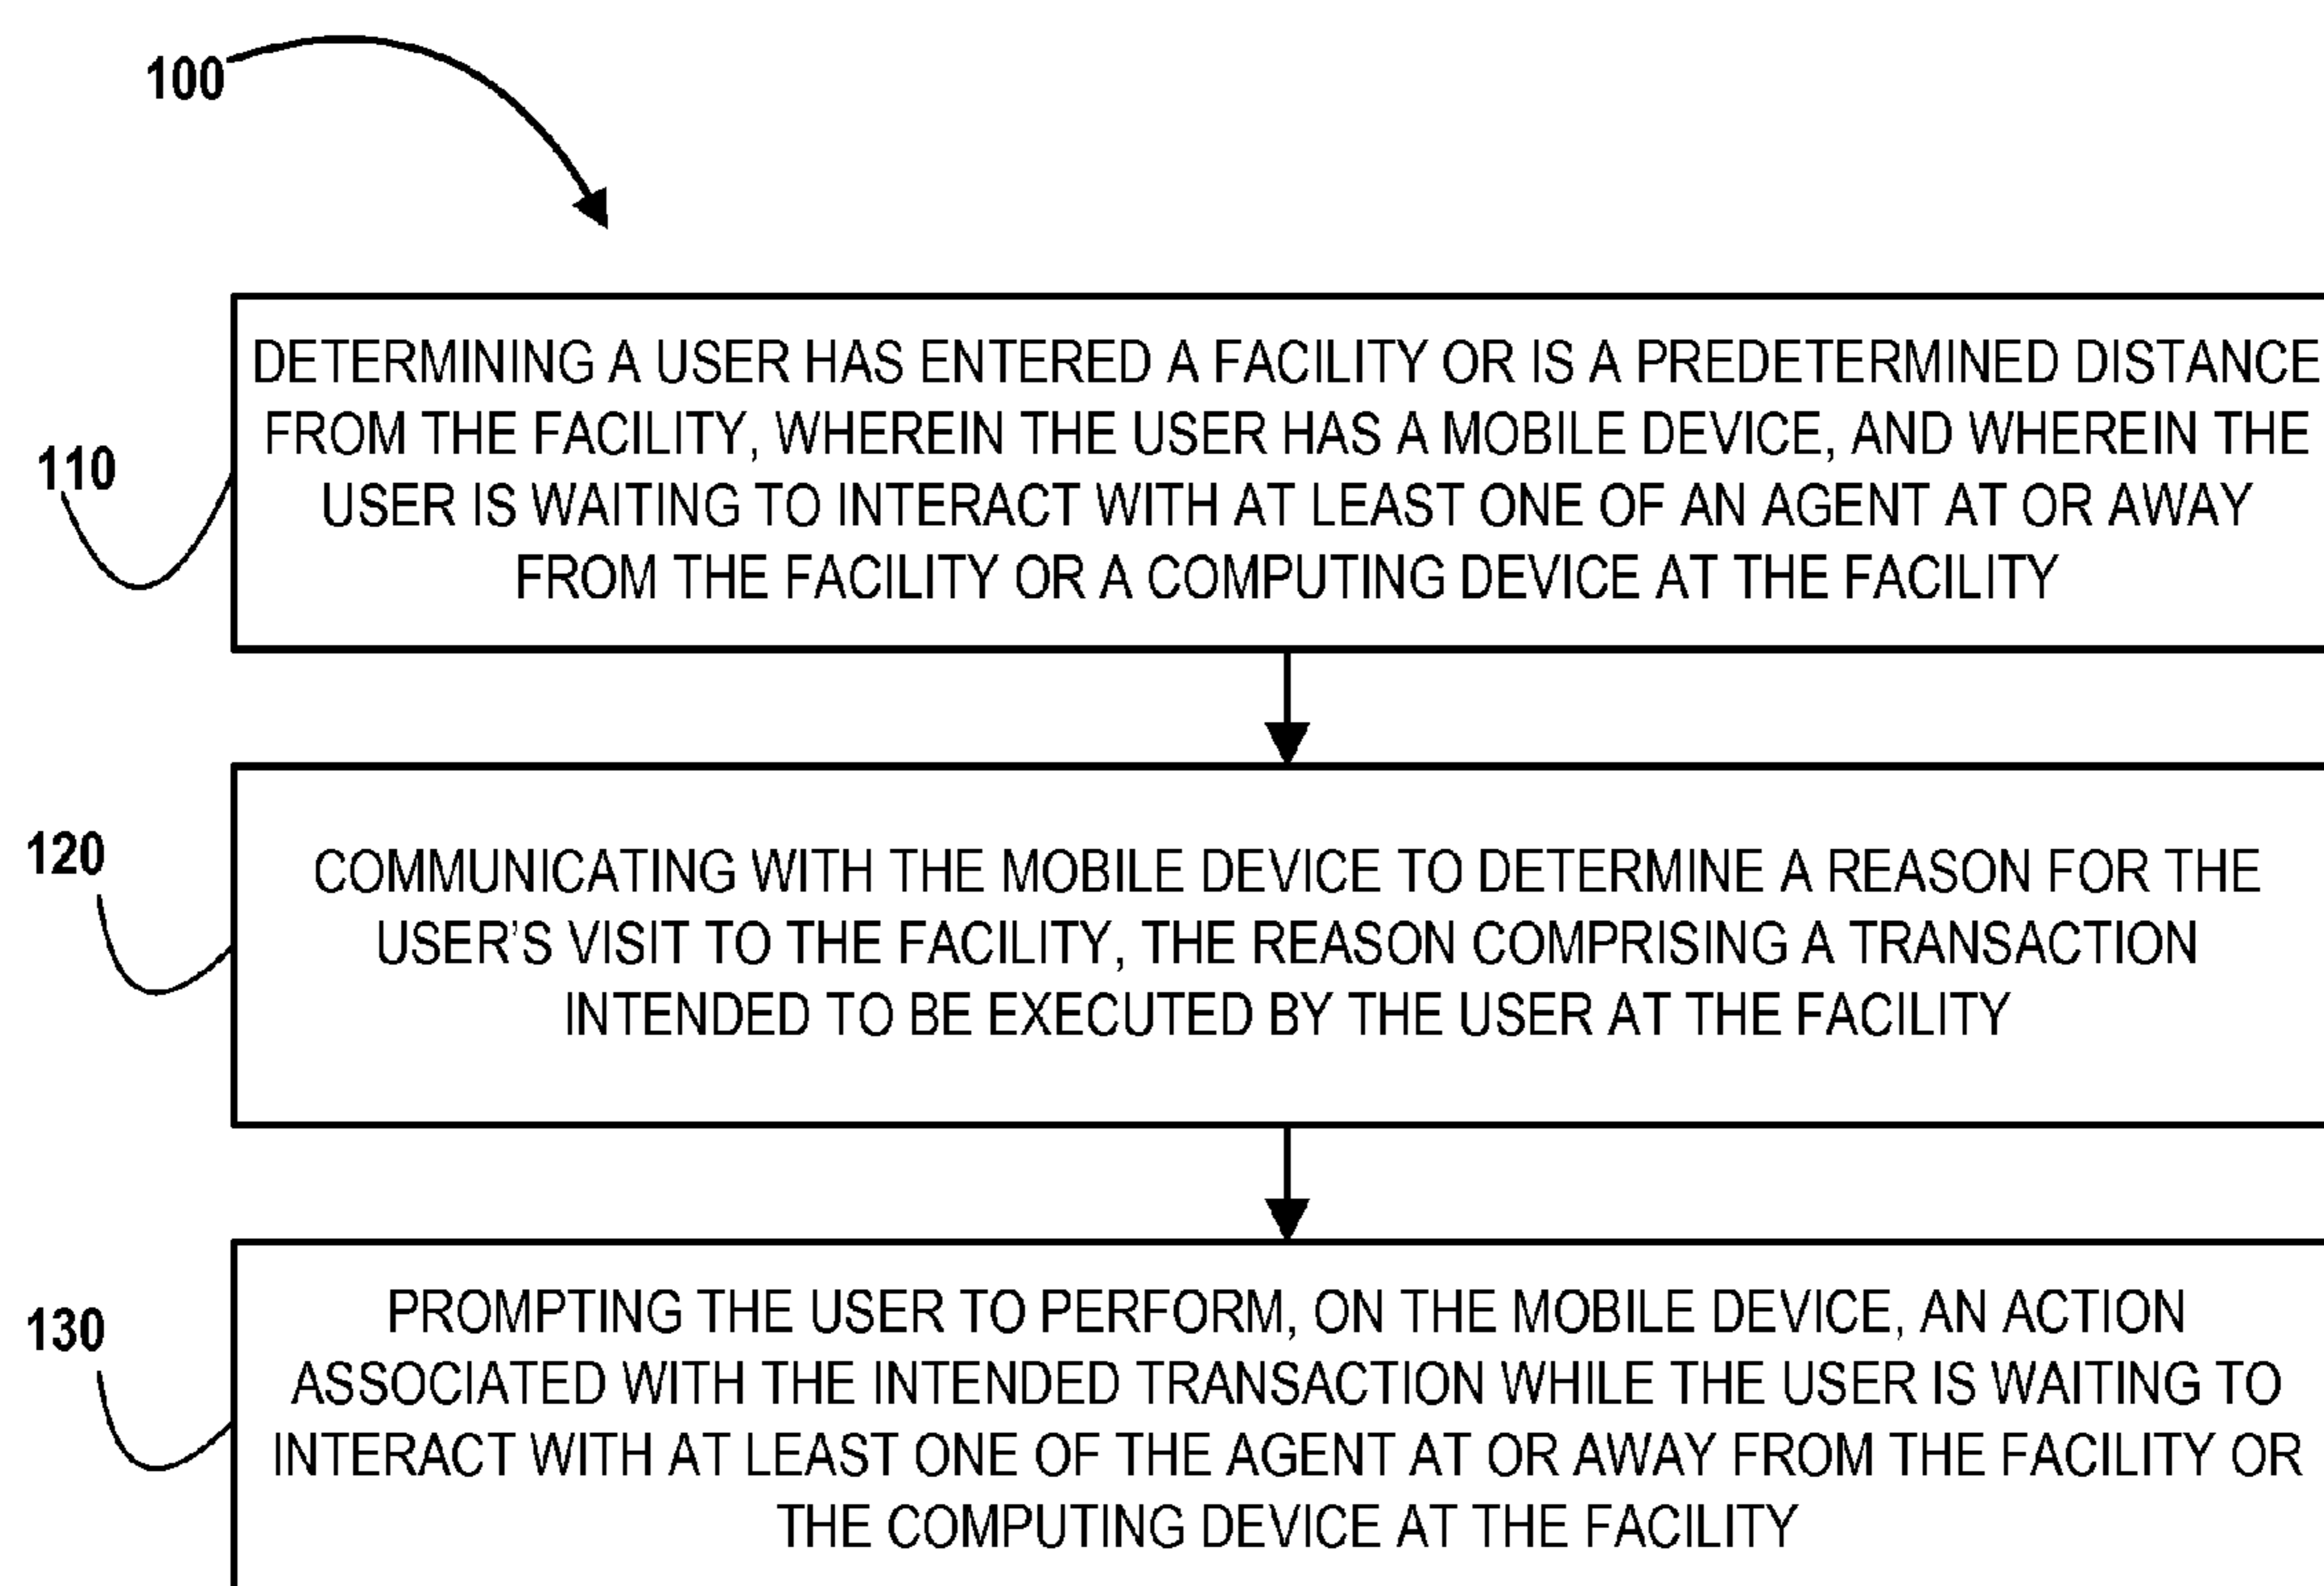 100
110
DETERMINING A USER HAS ENTERED A FACILITY OR IS A PREDETERMINED DISTANCE
FROM THE FACILITY, WHEREIN THE USER HAS A MOBILE DEVICE, AND WHEREIN THE
USER IS WAITING TO INTERACT WITH AT LEAST ONE OF AN AGENT AT OR AWAY
FROM THE FACILITY OR A COMPUTING DEVICE AT THE FACILITY
120
COMMUNICATING WITH THE MOBILE DEVICE TO DETERMINE A REASON FOR THE
USER’S VISIT TO THE FACILITY, THE REASON COMPRISING A TRANSACTION
INTENDED TO BE EXECUTED BY THE USER AT THE FACILITY
130
PROMPTING THE USER TO PERFORM, ON THE MOBILE DEVICE, AN ACTION
ASSOCIATED WITH THE INTENDED TRANSACTION WHILE THE USER IS WAITING TO
INTERACT WITH AT LEAST ONE OF THE AGENT AT OR AWAY FROM THE FACILITY OR
THE COMPUTING DEVICE AT THE FACILITY